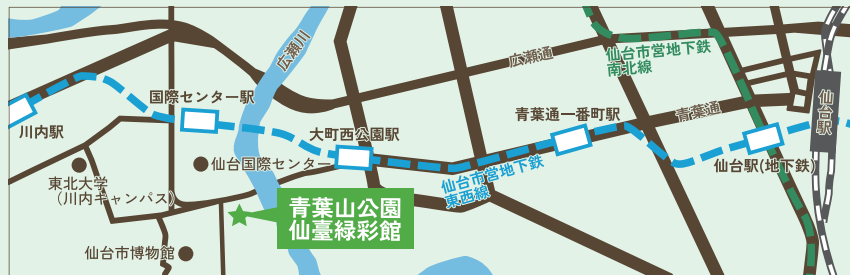 広瀬川
広瀬通
仙台市営地下鉄
南北線
国際センター駅
川内駅
大町西公園駅
青葉通一番町駅
青葉通
仙台駅
仙台国際センター
仙台市営地下鉄
東西線
仙台駅(地下鉄)
東北大学
(川内キャンパス)
青葉山公園
仙臺緑彩館
仙台市博物館